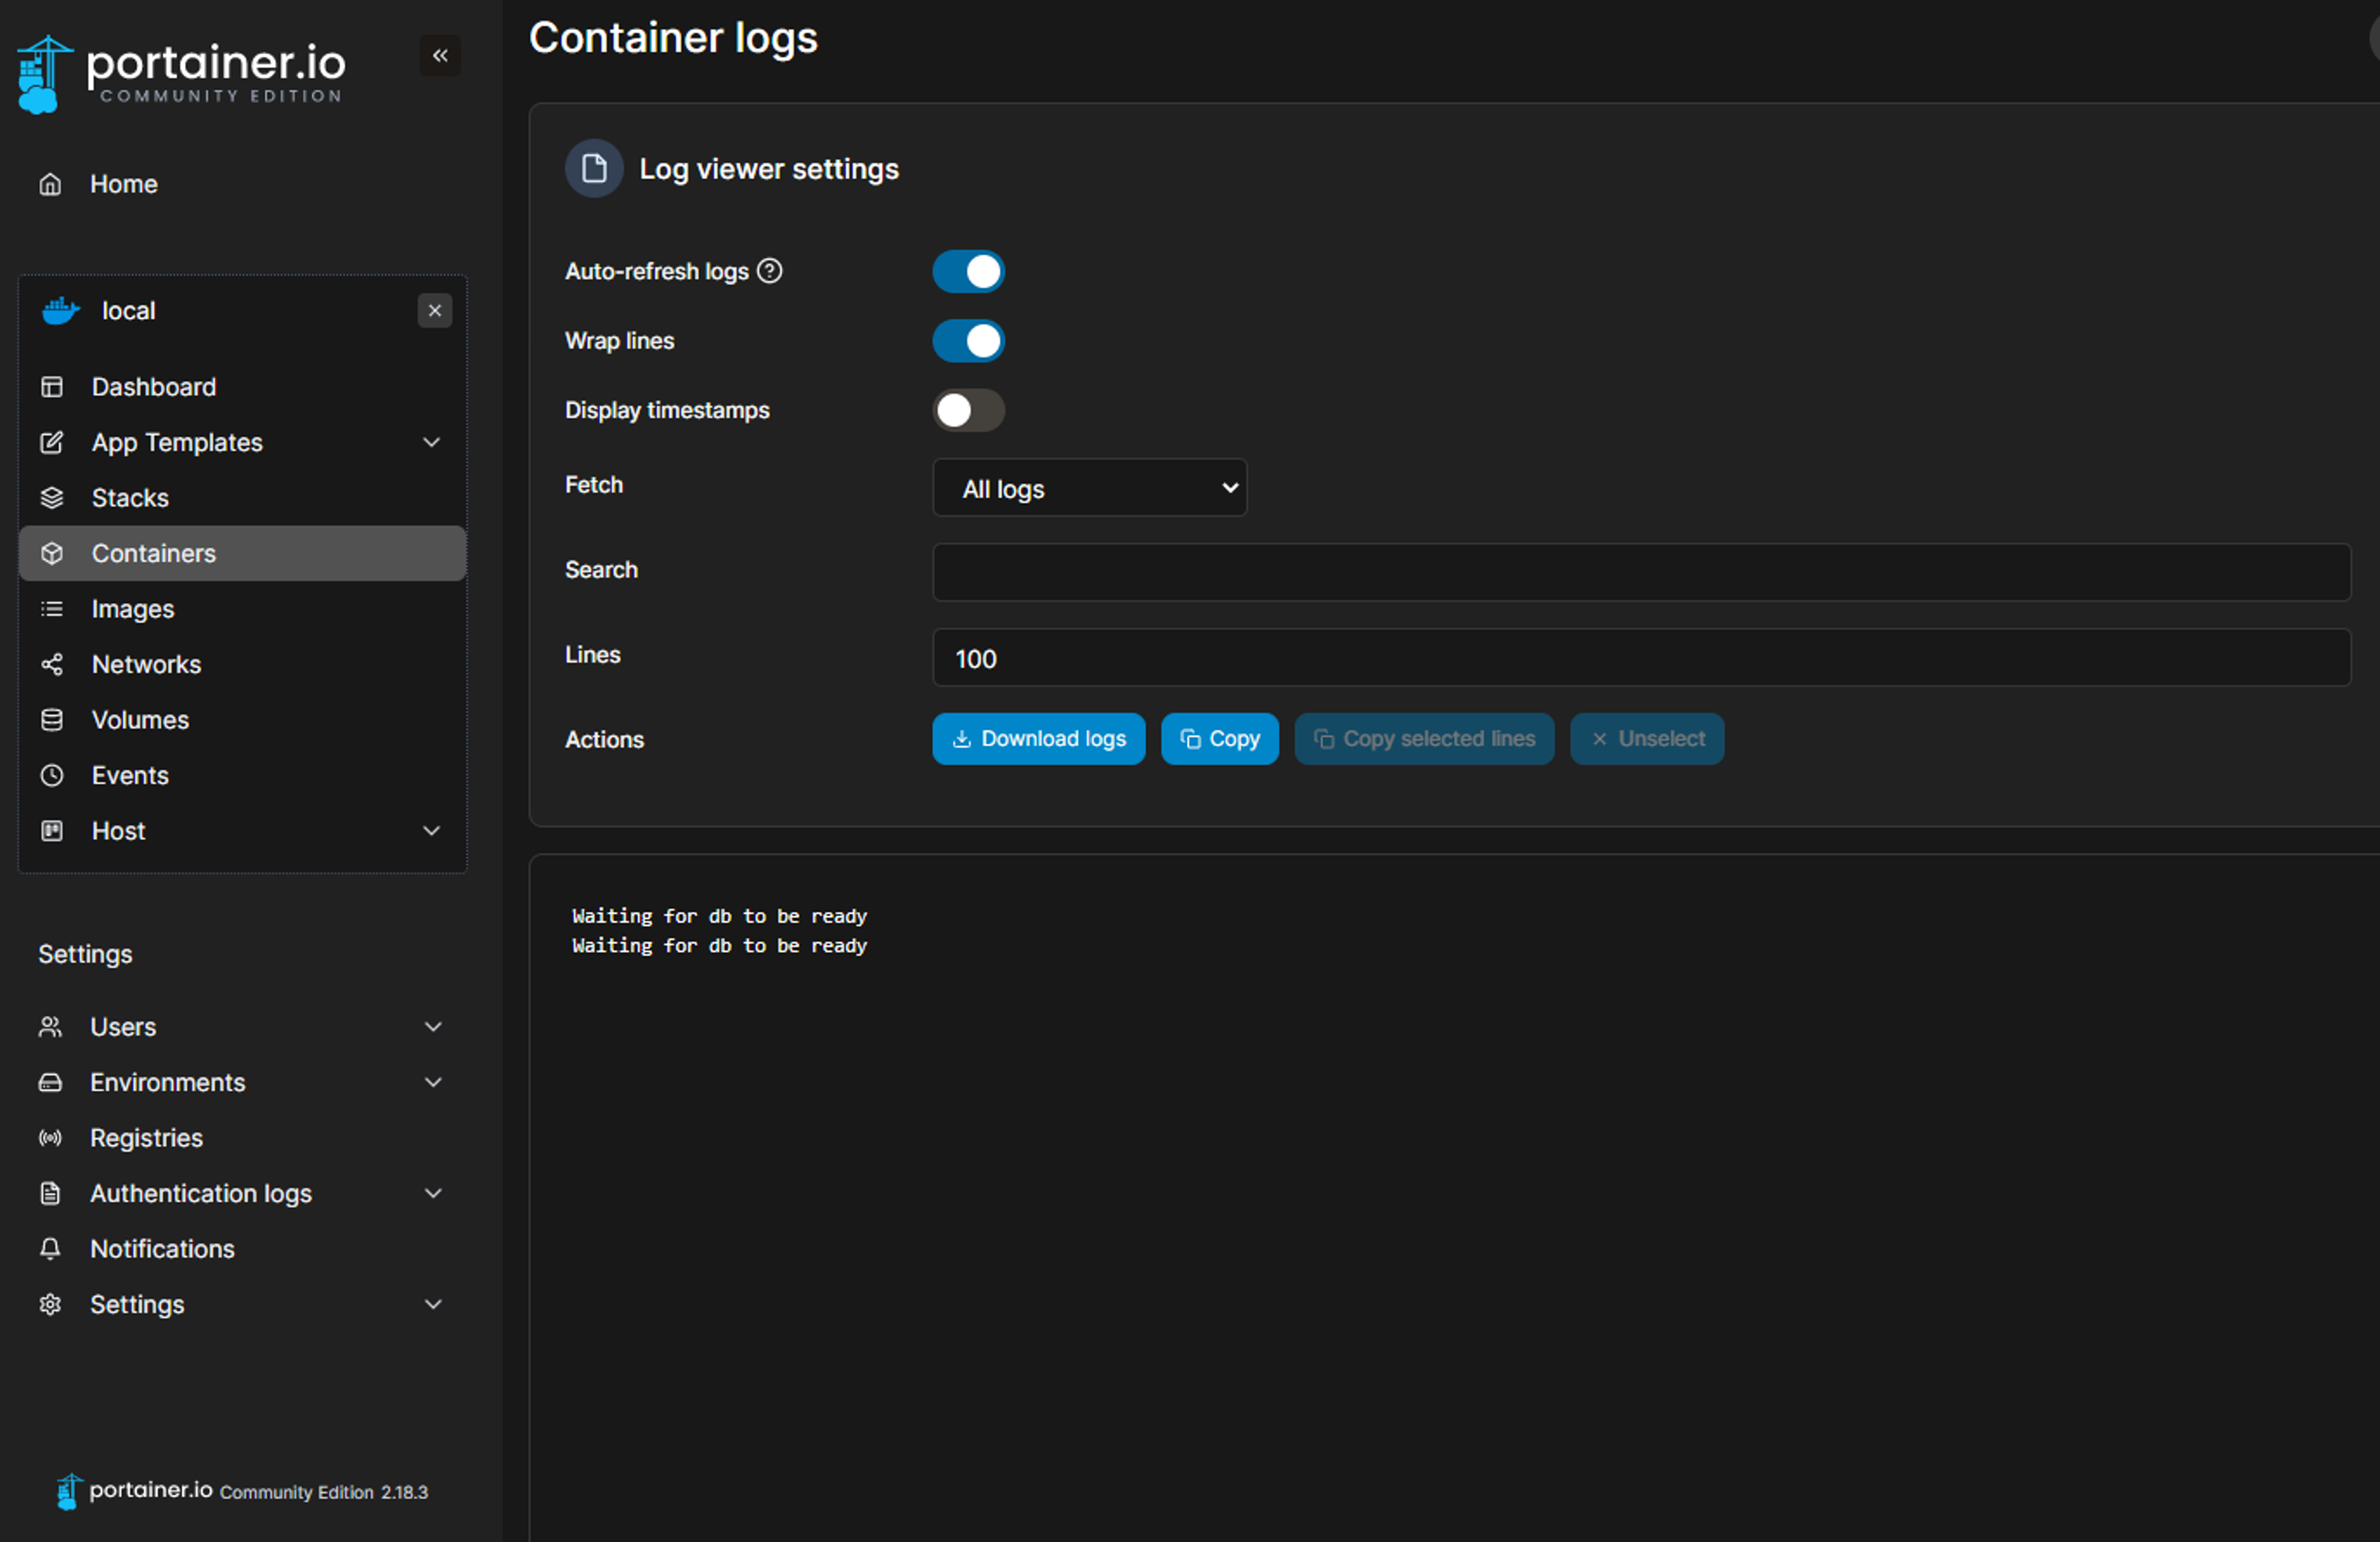 portainer.io
COMMUNITY EDITION
Home
local
Dashboard
App Templates
Stacks
Containers
Images
Networks
Volumes
Events
Host
Settings
Users
Environments
Registries
Authentication logs
Notifications
Settings
portainer.io Community Edition 2.18.3
Container logs
Log viewer settings
Auto-refresh logs
Wrap lines
Display timestamps
Fetch All logs
Search
Lines 100
Actions Download logs Copy Copy selected lines Unselect
Waiting for db to be ready
Waiting for db to be ready